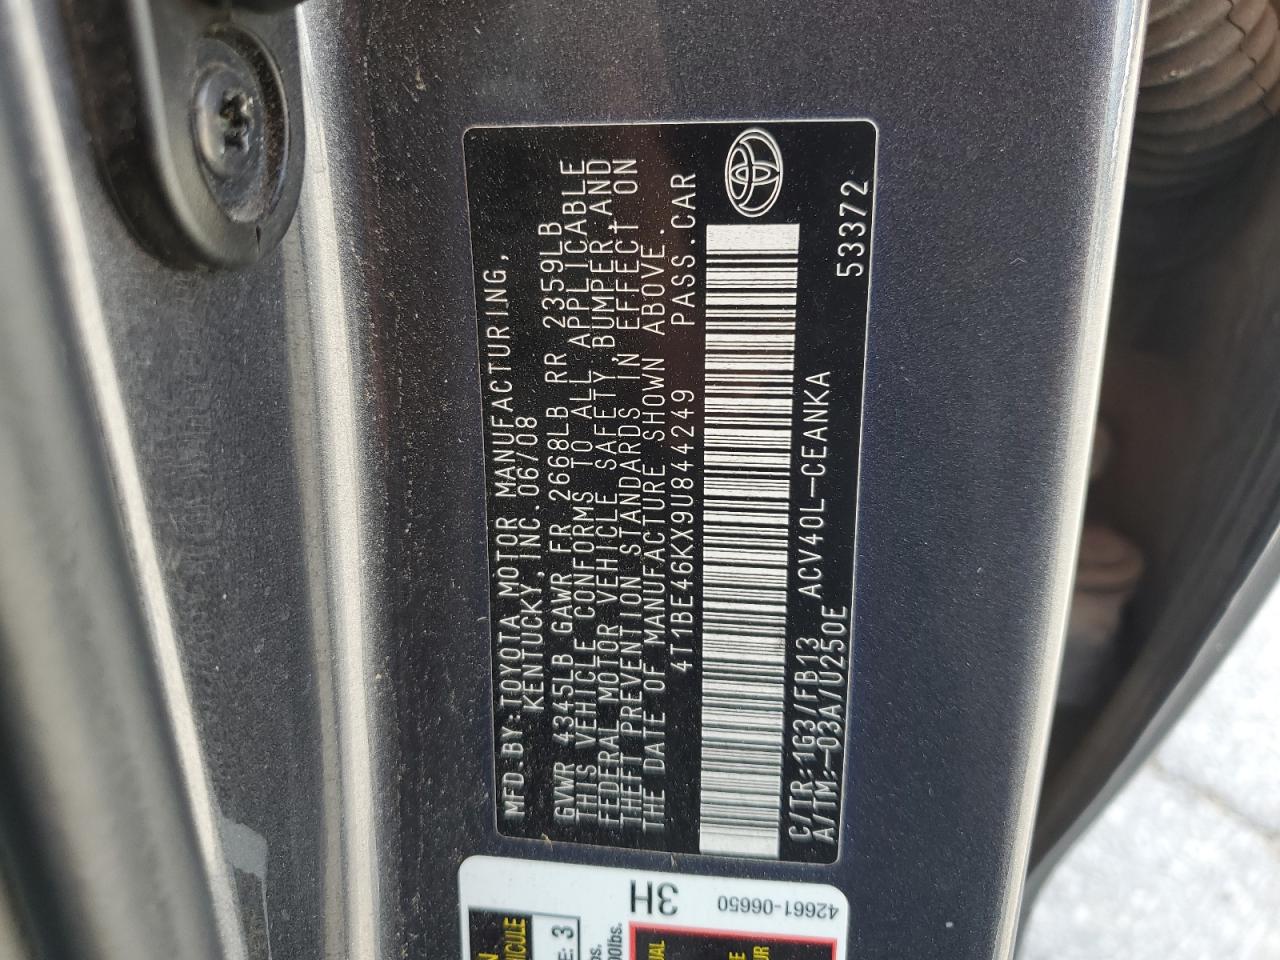 MFD.BY:TOYOTA MOTOR MANUFACTURING,
KENTUCKY,INC.06/08
GVWR 4345LB GAWR FR 2668LB RR 2359LB
THIS VEHICLE CONFORMS TO ALL APPLICABLE
FEDERAL MOTOR VEHICLE SAFETY,BUMPER,AND
THEFT PREVENTION STANDARDS IN EFFECT ON
THE DATE OF MANUFACTURE SHOWN ABOVE.
4T1BE46KX9U844249 PASS.CAR
C/TR:1G3/FB13 ACV40L-CEANKA
A/TM:-03A/U250E 53372
3H
42661-06650